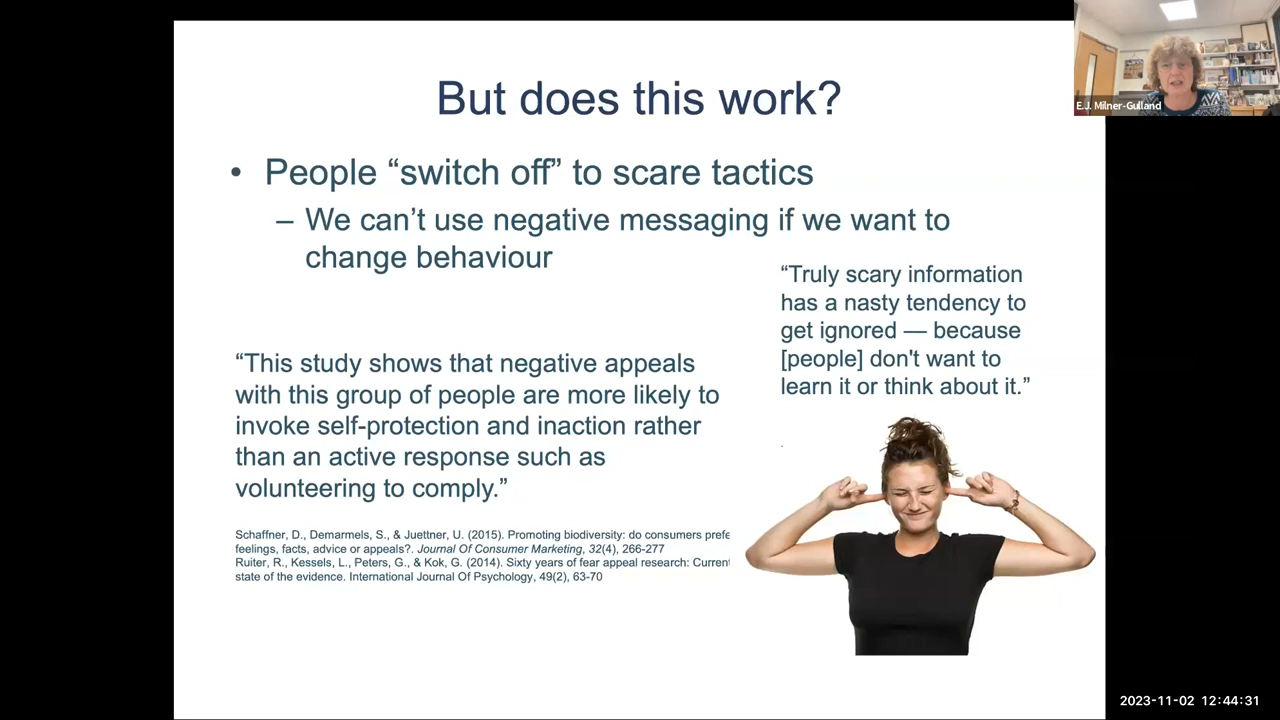 But does this work?
• People “switch off” to scare tactics
– We can’t use negative messaging if we want to
change behaviour
“Truly scary information
has a nasty tendency to
get ignored — because
[people] don't want to
learn it or think about it.”
“This study shows that negative appeals
with this group of people are more likely to
invoke self-protection and inaction rather
than an active response such as
volunteering to comply.”
Schaffner, D., Demarmels, S., & Juettner, U. (2015). Promoting biodiversity: do consumers prefe
feelings, facts, advice or appeals?. Journal Of Consumer Marketing, 32(4), 266-277
Ruiter, R., Kessels, L., Peters, G., & Kok, G. (2014). Sixty years of fear appeal research: Current
state of the evidence. International Journal Of Psychology, 49(2), 63-70
E.J. Milner-Gulland
2023-11-02 12:44:31